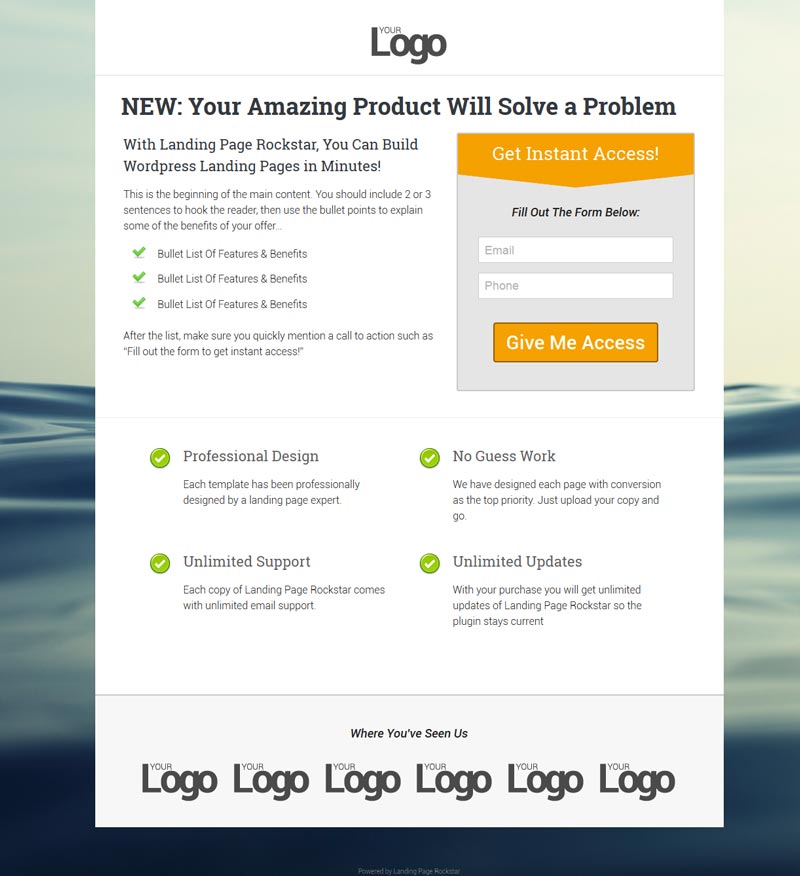 YOUR
Logo
NEW: Your Amazing Product Will Solve a Problem
With Landing Page Rockstar, You Can Build
Wordpress Landing Pages in Minutes!
This is the beginning of the main content. You should include 2 or 3
sentences to hook the reader, then use the bullet points to explain
some of the benefits of your offer...
Bullet List Of Features & Benefits
Bullet List Of Features & Benefits
Bullet List Of Features & Benefits
After the list, make sure you quickly mention a call to action such as
"Fill out the form to get instant access!"
Get Instant Access!
Fill Out The Form Below:
Email
Phone
Give Me Access
Professional Design
Each template has been professionally
designed by a landing page expert.
No Guess Work
We have designed each page with conversion
as the top priority. Just upload your copy and
go.
Unlimited Support
Each copy of Landing Page Rockstar comes
with unlimited email support.
Unlimited Updates
With your purchase you will get unlimited
updates of Landing Page Rockstar so the
plugin stays current
Where You've Seen Us
YOUR
Logo
YOUR
Logo
YOUR
Logo
YOUR
Logo
YOUR
Logo
YOUR
Logo
Powered by Landing Page Rockstar